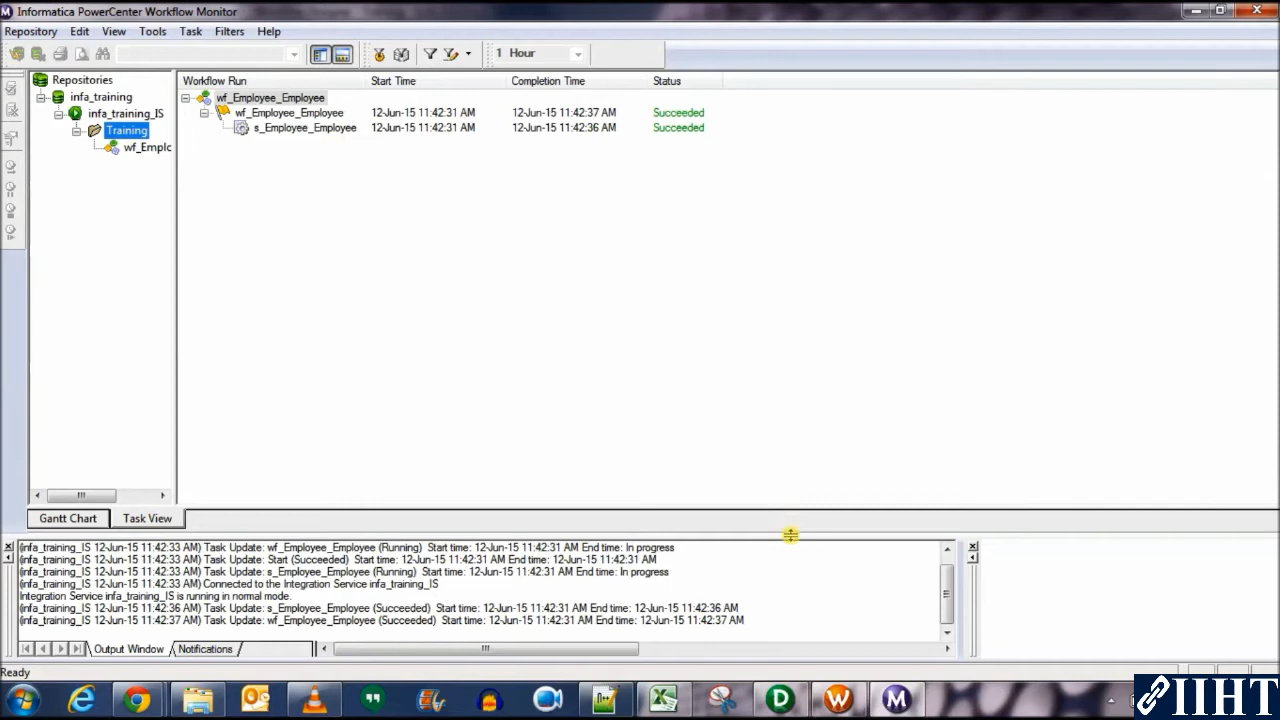 Informatica PowerCenter Workflow Monitor
Repository Edit View Tools Task Filters Help
1 Hour
Repositories
infa_training
infa_training_IS
Training
wf_Emplc
Workflow Run Start Time Completion Time Status
wf_Employee_Employee
wf_Employee_Employee 12-Jun-15 11:42:31 AM 12-Jun-15 11:42:37 AM Succeeded
s_Employee_Employee 12-Jun-15 11:42:31 AM 12-Jun-15 11:42:36 AM Succeeded
Gantt Chart Task View
(infa_training_IS 12-Jun-15 11:42:33 AM) Task Update: wf_Employee_Employee (Running) Start time: 12-Jun-15 11:42:31 AM End time: In progress
(infa_training_IS 12-Jun-15 11:42:33 AM) Task Update: Start (Succeeded) Start time: 12-Jun-15 11:42:31 AM End time: 12-Jun-15 11:42:31 AM
(infa_training_IS 12-Jun-15 11:42:33 AM) Task Update: s_Employee_Employee (Running) Start time: 12-Jun-15 11:42:31 AM End time: In progress
(infa_training_IS 12-Jun-15 11:42:33 AM) Connected to the Integration Service infa_training_IS
Integration Service infa_training_IS is running in normal mode.
(infa_training_IS 12-Jun-15 11:42:36 AM) Task Update: s_Employee_Employee (Succeeded) Start time: 12-Jun-15 11:42:31 AM End time: 12-Jun-15 11:42:36 AM
(infa_training_IS 12-Jun-15 11:42:37 AM) Task Update: wf_Employee_Employee (Succeeded) Start time: 12-Jun-15 11:42:31 AM End time: 12-Jun-15 11:42:37 AM
Output Window Notifications
Ready
D W M
IIHT